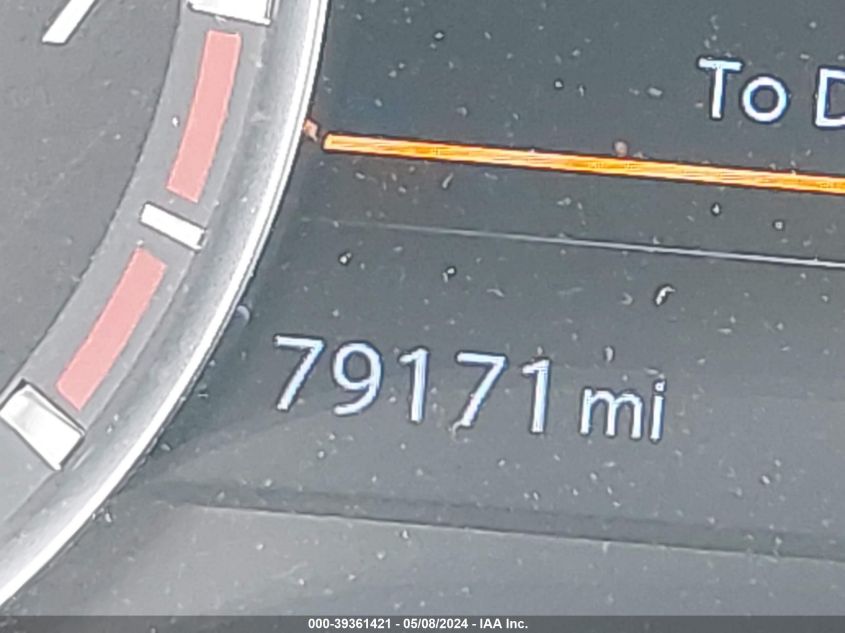 To D
79171 mi
000-39361421 - 05/08/2024 - IAA Inc.